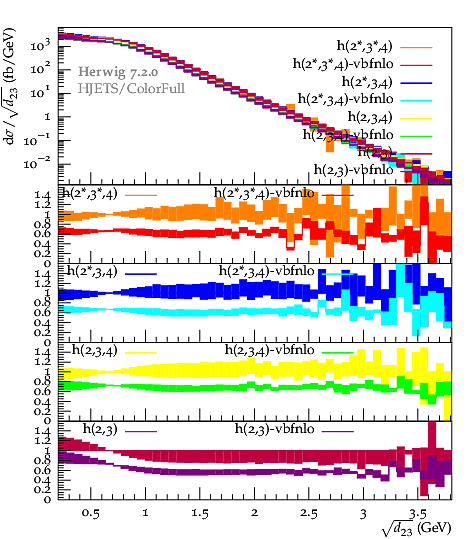 dσ/√d₂₃ (fb/GeV)
10³
10²
10¹
1
10⁻¹
10⁻²
Herwig 7.2.0
HJETS/ColorFull
h(2*,3*,4)
h(2*,3*,4)-vbfnlo
h(2*,3,4)
h(2*,3,4)-vbfnlo
h(2,3,4)
h(2,3,4)-vbfnlo
h(2,3)
h(2,3)-vbfnlo
h(2*,3*,4) h(2*,3*,4)-vbfnlo
1.4
1.2
1
0.8
0.6
0.4
0.2
0
h(2*,3,4) h(2*,3,4)-vbfnlo
1.4
1.2
1
0.8
0.6
0.4
0.2
0
h(2,3,4) h(2,3,4)-vbfnlo
1.4
1.2
1
0.8
0.6
0.4
0.2
0
h(2,3) h(2,3)-vbfnlo
1.4
1.2
1
0.8
0.6
0.4
0.2
0
0.5 1 1.5 2 2.5 3 3.5
√d₂₃ (GeV)